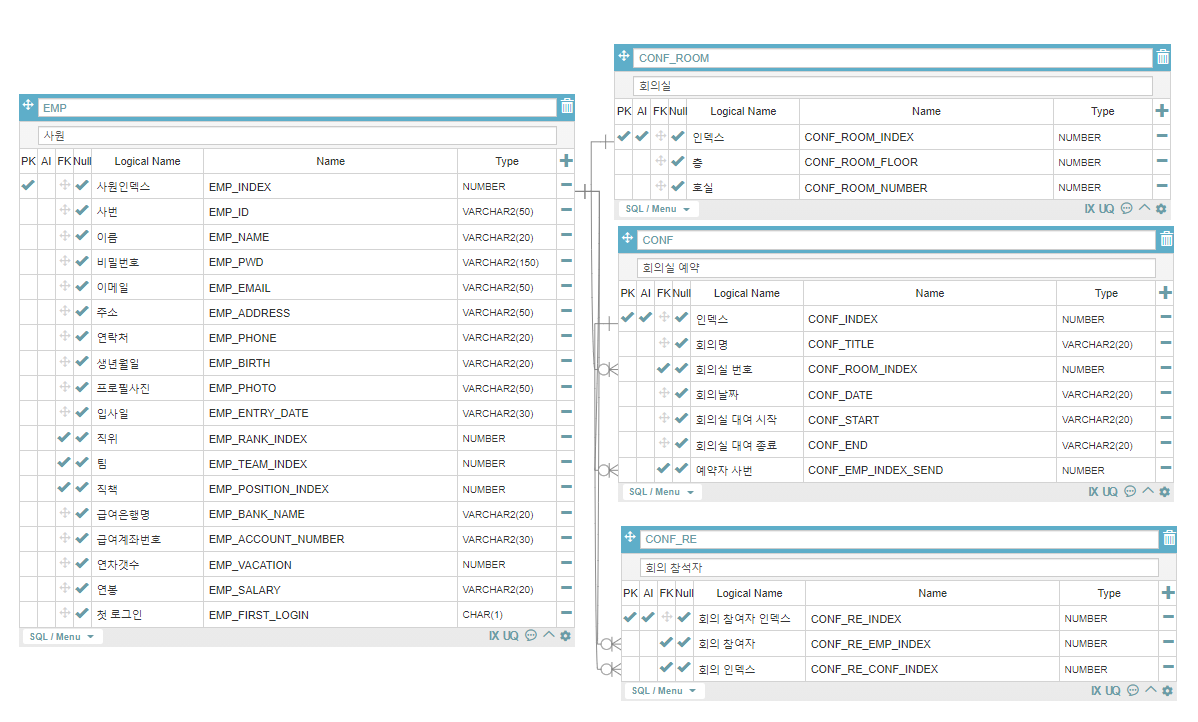 EMP
사원
PK AI FK Null Logical Name Name Type
사원인덱스 EMP_INDEX NUMBER
사번 EMP_ID VARCHAR2(50)
이름 EMP_NAME VARCHAR2(20)
비밀번호 EMP_PWD VARCHAR2(150)
이메일 EMP_EMAIL VARCHAR2(50)
주소 EMP_ADDRESS VARCHAR2(50)
연락처 EMP_PHONE VARCHAR2(20)
생년월일 EMP_BIRTH VARCHAR2(20)
프로필사진 EMP_PHOTO VARCHAR2(50)
입사일 EMP_ENTRY_DATE VARCHAR2(30)
직위 EMP_RANK_INDEX NUMBER
팀 EMP_TEAM_INDEX NUMBER
직책 EMP_POSITION_INDEX NUMBER
급여은행명 EMP_BANK_NAME VARCHAR2(20)
급여계좌번호 EMP_ACCOUNT_NUMBER VARCHAR2(30)
연차갯수 EMP_VACATION NUMBER
연봉 EMP_SALARY VARCHAR2(20)
첫 로그인 EMP_FIRST_LOGIN CHAR(1)
SQL / Menu IX UQ
CONF_ROOM
회의실
PK AI FK Null Logical Name Name Type
인덱스 CONF_ROOM_INDEX NUMBER
층 CONF_ROOM_FLOOR NUMBER
호실 CONF_ROOM_NUMBER NUMBER
SQL / Menu IX UQ
CONF
회의실 예약
PK AI FK Null Logical Name Name Type
인덱스 CONF_INDEX NUMBER
회의명 CONF_TITLE VARCHAR2(20)
회의실 번호 CONF_ROOM_INDEX NUMBER
회의날짜 CONF_DATE VARCHAR2(20)
회의실 대여 시작 CONF_START VARCHAR2(20)
회의실 대여 종료 CONF_END VARCHAR2(20)
예약자 사번 CONF_EMP_INDEX_SEND NUMBER
SQL / Menu IX UQ
CONF_RE
회의 참석자
PK AI FK Null Logical Name Name Type
회의 참여자 인덱스 CONF_RE_INDEX NUMBER
회의 참여자 CONF_RE_EMP_INDEX NUMBER
회의 인덱스 CONF_RE_CONF_INDEX NUMBER
SQL / Menu IX UQ